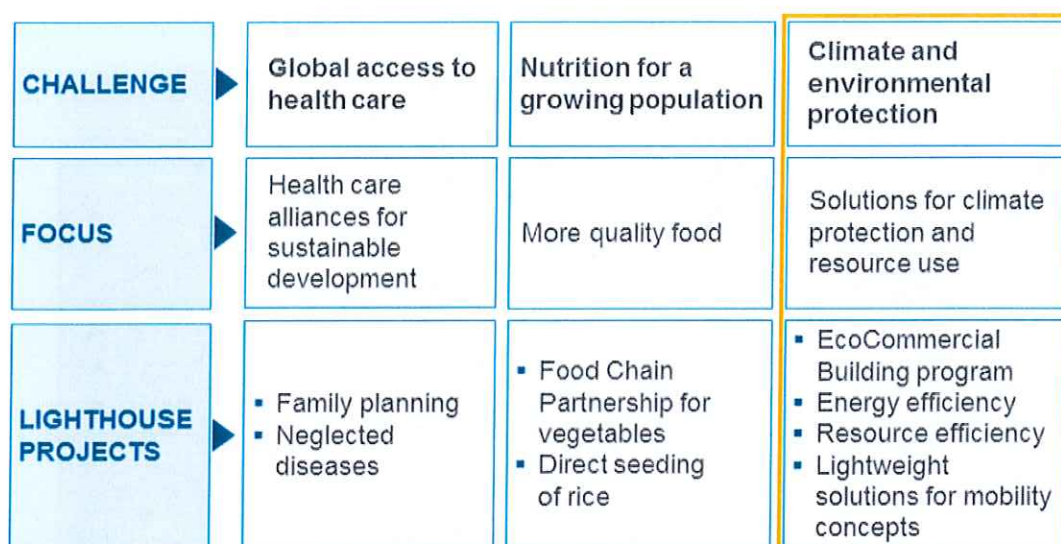 CHALLENGE
Global access to
health care
Nutrition for a
growing population
Climate and
environmental
protection
FOCUS
Health care
alliances for
sustainable
development
More quality food
Solutions for climate
protection and
resource use
LIGHTHOUSE
PROJECTS
▪ Family planning
▪ Neglected
diseases
▪ Food Chain
Partnership for
vegetables
▪ Direct seeding
of rice
▪ EcoCommercial
Building program
▪ Energy efficiency
▪ Resource efficiency
▪ Lightweight
solutions for mobility
concepts